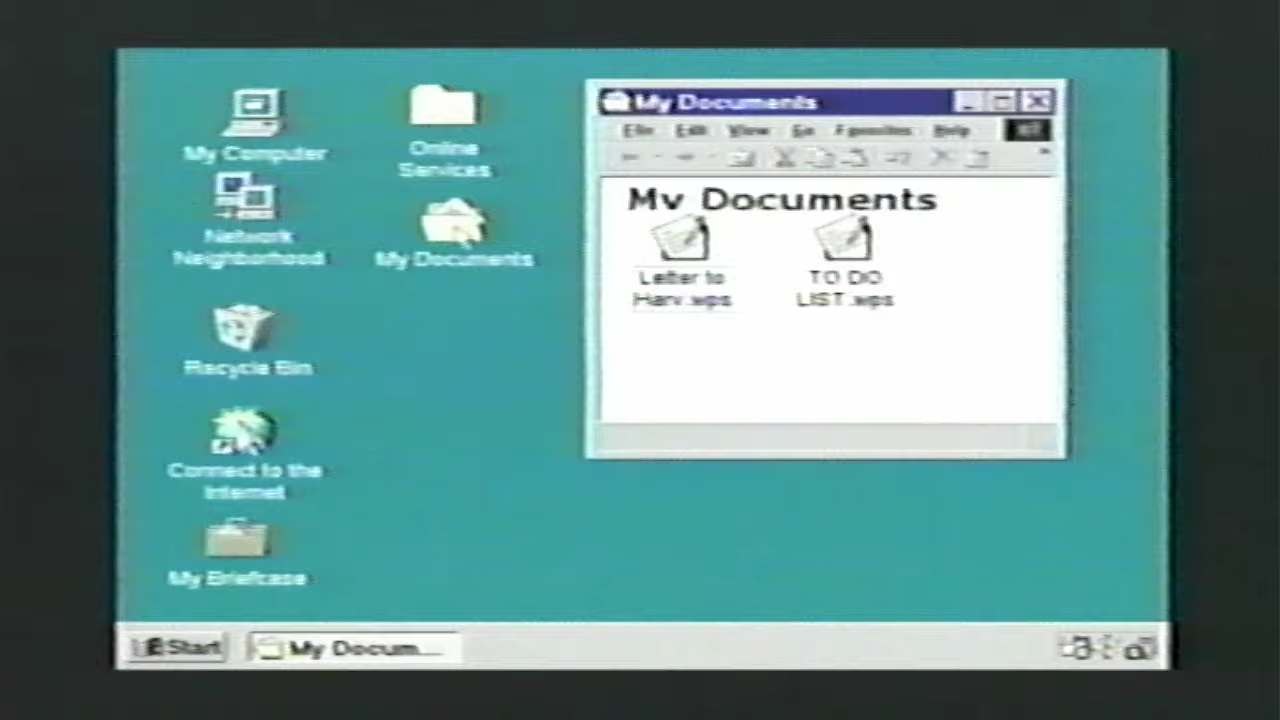 My Computer
Network
Neighborhood
Recycle Bin
Connect to the
Internet
My Briefcase
Online
Services
My Documents
My Documents
File Edit View Go Favorites Help
My Documents
Letter to
Harv.wps
TO DO
LIST.wps
Start
My Docum...